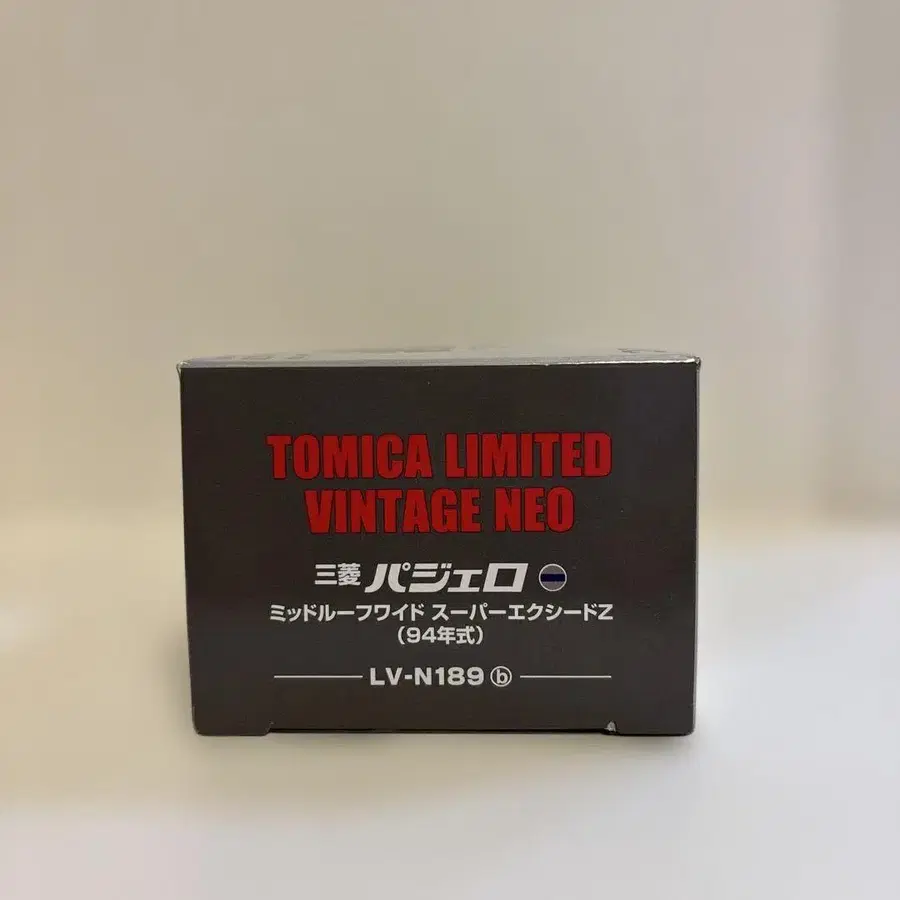 TOMICA LIMITED
VINTAGE NEO
三菱 パジェロ
ミッドルーフワイド スーパーエクシードZ
(94年式)
LV-N189 ⓑ